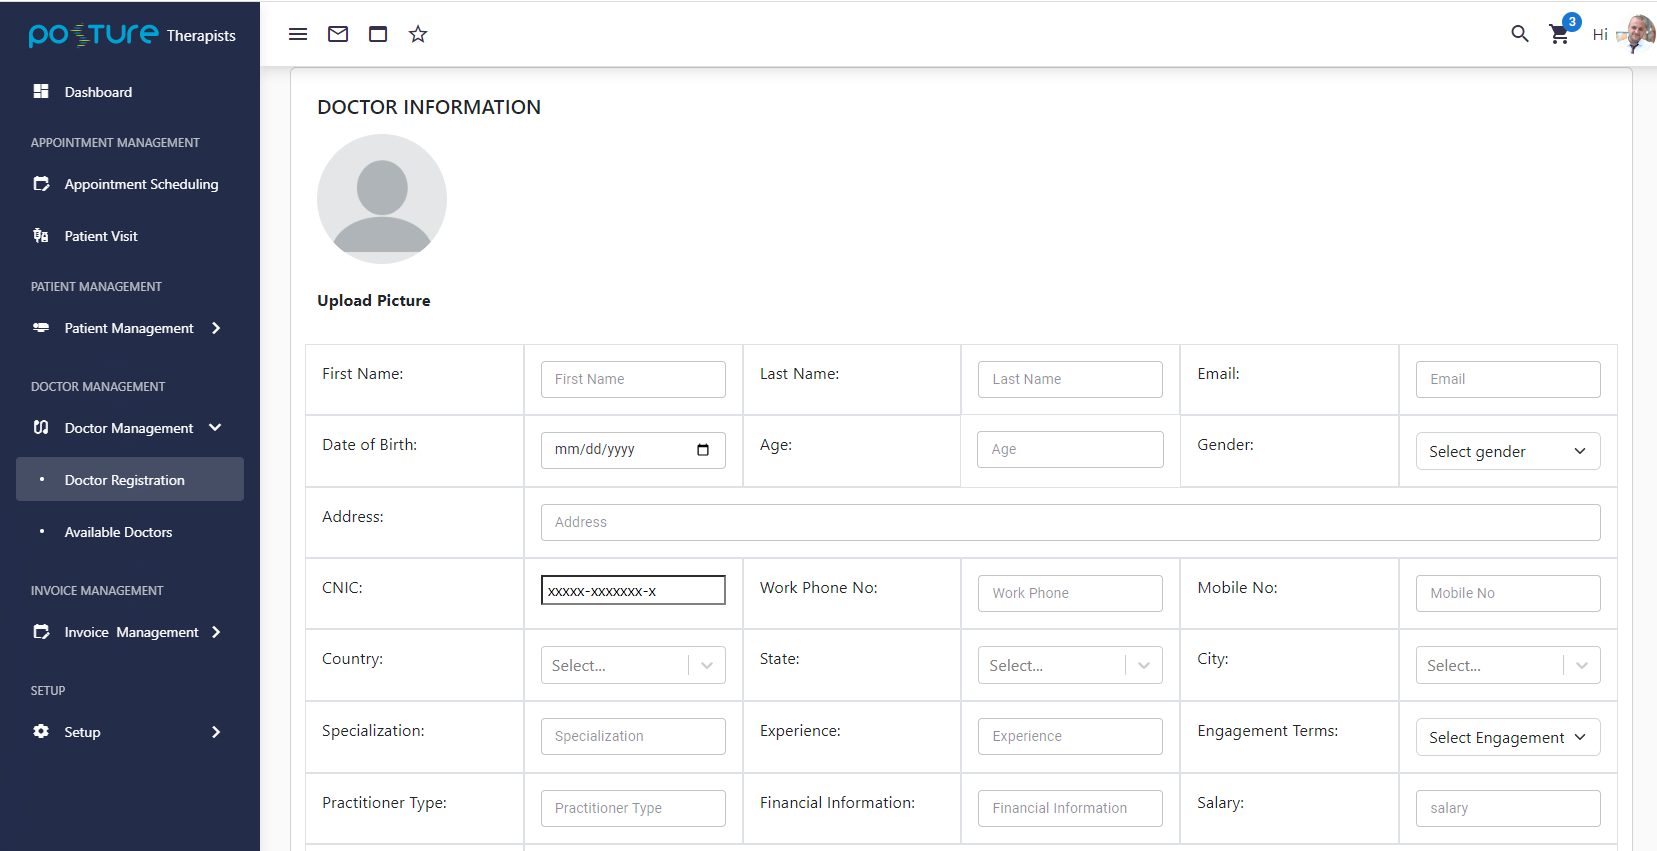 posture Therapists
3
Hi
Dashboard
APPOINTMENT MANAGEMENT
Appointment Scheduling
Patient Visit
PATIENT MANAGEMENT
Patient Management
DOCTOR MANAGEMENT
Doctor Management
Doctor Registration
Available Doctors
INVOICE MANAGEMENT
Invoice Management
SETUP
Setup
DOCTOR INFORMATION
Upload Picture
First Name: First Name Last Name: Last Name Email: Email
Date of Birth: mm/dd/yyyy Age: Age Gender: Select gender
Address: Address
CNIC: xxxxx-xxxxxxx-x Work Phone No: Work Phone Mobile No: Mobile No
Country: Select... State: Select... City: Select...
Specialization: Specialization Experience: Experience Engagement Terms: Select Engagement
Practitioner Type: Practitioner Type Financial Information: Financial Information Salary: salary